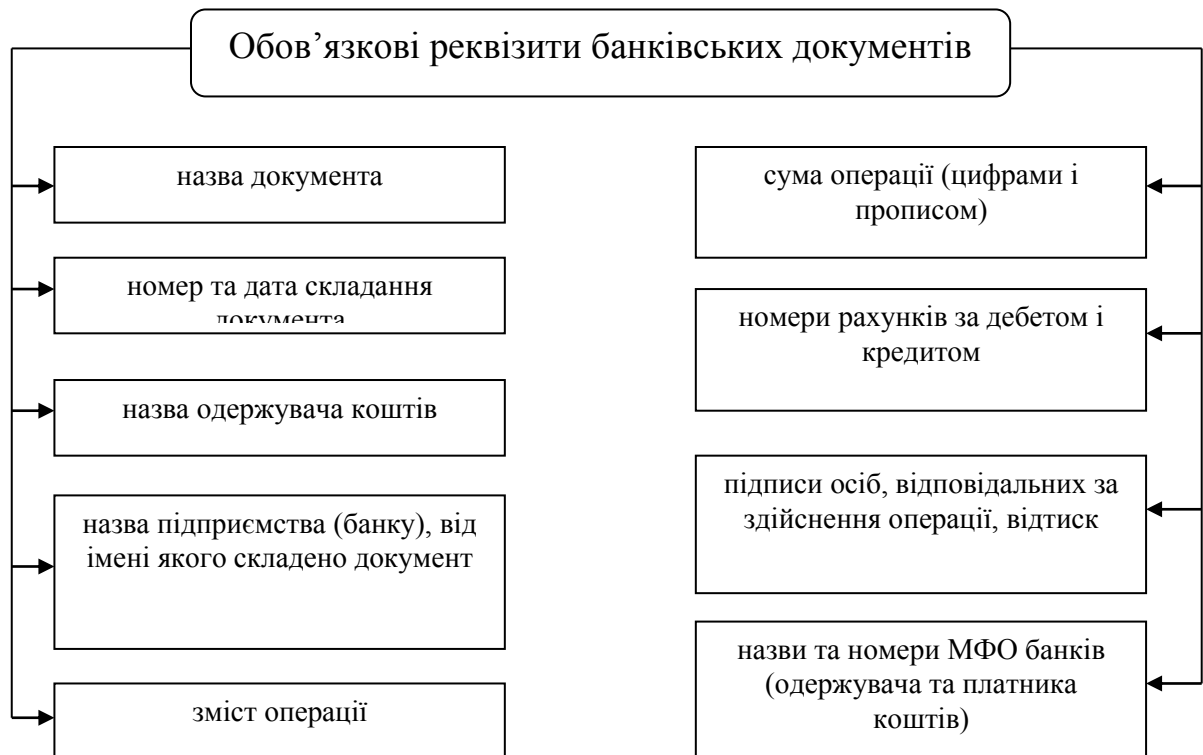 Обов’язкові реквізити банківських документів
назва документа
номер та дата складання
документа
назва одержувача коштів
назва підприємства (банку), від
імені якого складено документ
зміст операції
сума операції (цифрами і
прописом)
номери рахунків за дебетом і
кредитом
підписи осіб, відповідальних за
здійснення операції, відтиск
назви та номери МФО банків
(одержувача та платника
коштів)